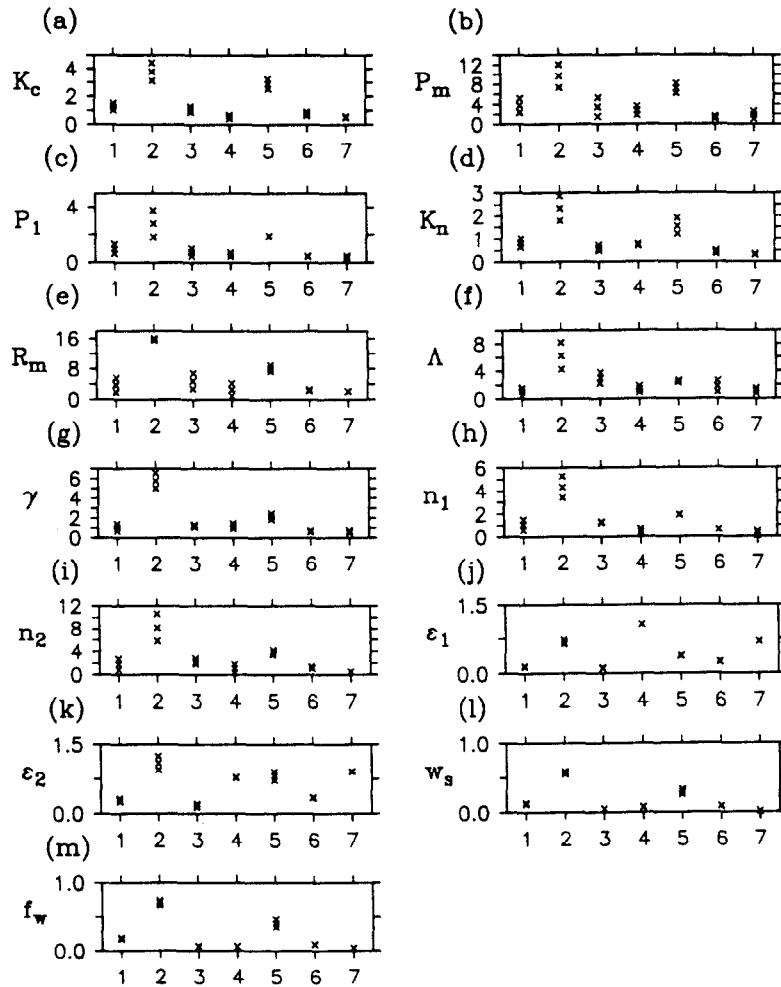 (a)
K_c
4
2
0
1 2 3 4 5 6 7
(b)
P_m
12
8
4
0
1 2 3 4 5 6 7
(c)
P_1
4
0
1 2 3 4 5 6 7
(d)
K_n
3
2
1
0
1 2 3 4 5 6 7
(e)
R_m
16
8
0
1 2 3 4 5 6 7
(f)
Λ
8
4
0
1 2 3 4 5 6 7
(g)
γ
6
4
2
0
1 2 3 4 5 6 7
(h)
n_1
6
4
2
0
1 2 3 4 5 6 7
(i)
n_2
12
8
4
0
1 2 3 4 5 6 7
(j)
ε_1
1.5
0.0
1 2 3 4 5 6 7
(k)
ε_2
1.5
0.0
1 2 3 4 5 6 7
(l)
w_s
1.0
0.0
1 2 3 4 5 6 7
(m)
f_w
1.0
0.0
1 2 3 4 5 6 7